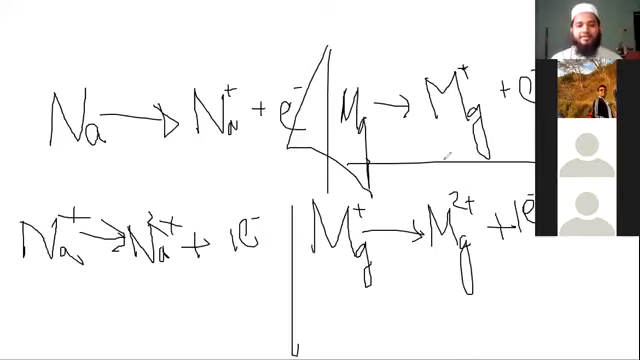 Na → Na⁺ + e⁻
Mg → Mg⁺ + e⁻
Na⁺ → Na²⁺ + 1e⁻
Mg⁺ → Mg²⁺ + 1e⁻